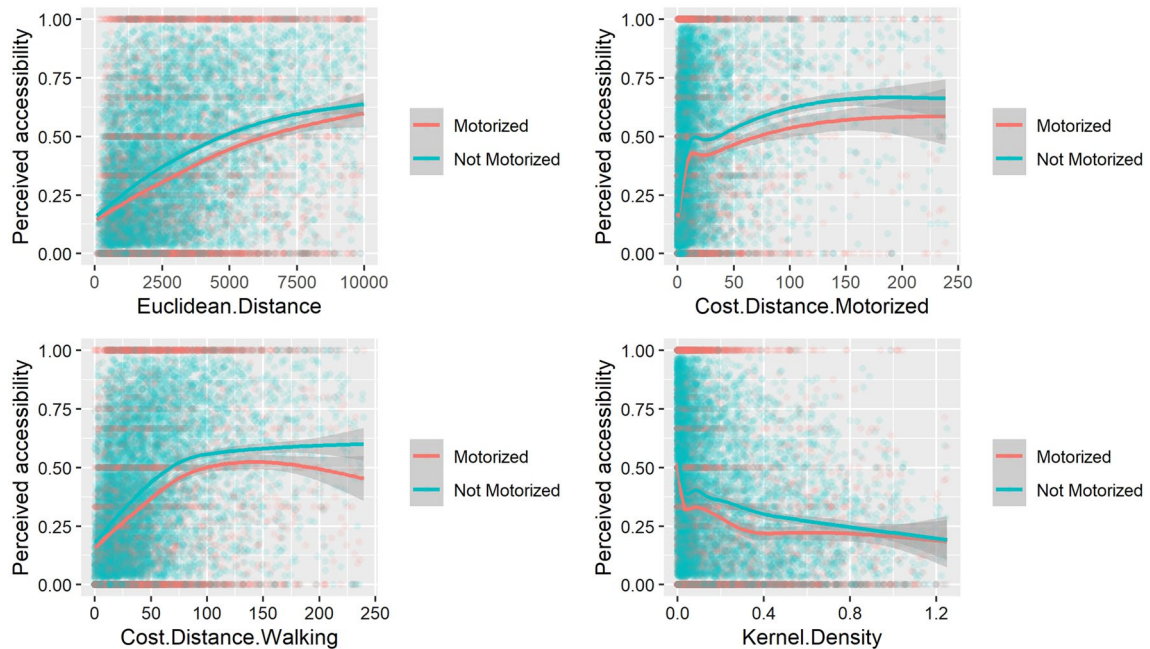 1.00
0.75
0.50
0.25
0.00
Perceived accessibility
0 2500 5000 7500 10000
Euclidean.Distance
Motorized
Not Motorized
1.00
0.75
0.50
0.25
0.00
Perceived accessibility
0 50 100 150 200 250
Cost.Distance.Motorized
Motorized
Not Motorized
1.00
0.75
0.50
0.25
0.00
Perceived accessibility
0 50 100 150 200 250
Cost.Distance.Walking
Motorized
Not Motorized
1.00
0.75
0.50
0.25
0.00
Perceived accessibility
0.0 0.4 0.8 1.2
Kernel.Density
Motorized
Not Motorized